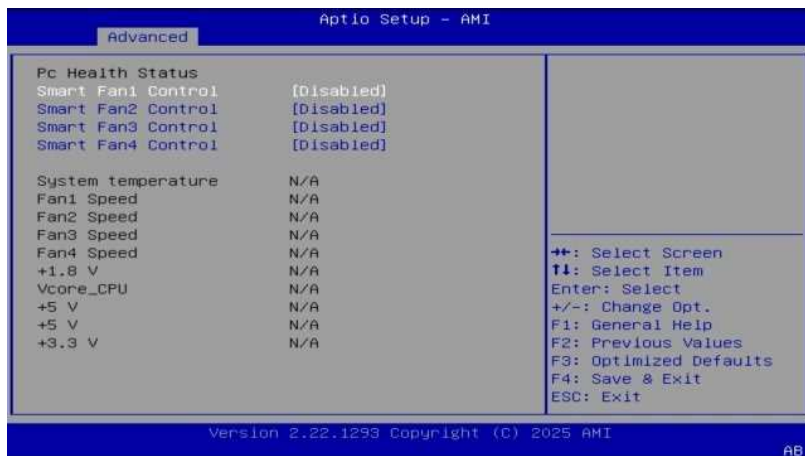 Aptio Setup - AMI
Advanced
Pc Health Status
Smart Fan1 Control [Disabled]
Smart Fan2 Control [Disabled]
Smart Fan3 Control [Disabled]
Smart Fan4 Control [Disabled]
System temperature N/A
Fan1 Speed N/A
Fan2 Speed N/A
Fan3 Speed N/A
Fan4 Speed N/A
+1.8 V N/A
Vcore_CPU N/A
+5 V N/A
+5 V N/A
+3.3 V N/A
→←: Select Screen
↑↓: Select Item
Enter: Select
+/-: Change Opt.
F1: General Help
F2: Previous Values
F3: Optimized Defaults
F4: Save & Exit
ESC: Exit
Version 2.22.1293 Copyright (C) 2025 AMI
AB